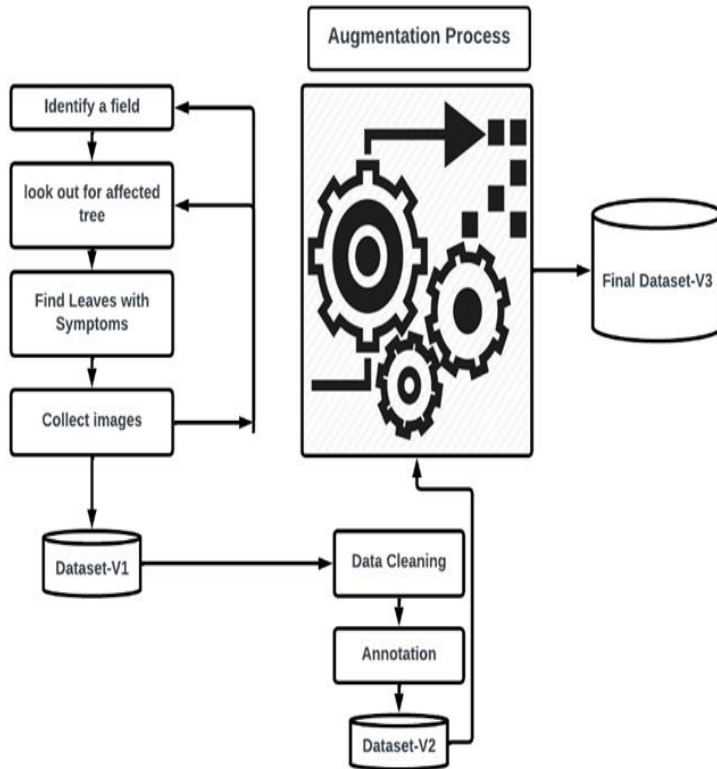 Augmentation Process
Identify a field
look out for affected
tree
Find Leaves with
Symptoms
Collect images
Dataset-V1
Data Cleaning
Annotation
Dataset-V2
Final Dataset-V3